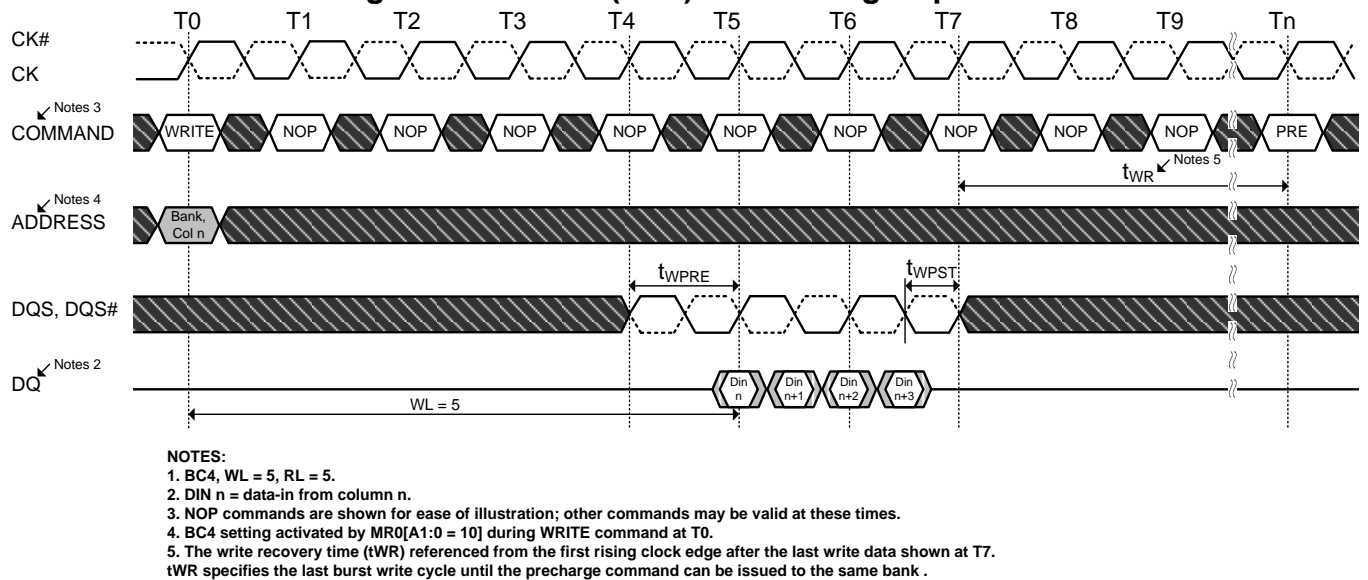 T0 T1 T2 T3 T4 T5 T6 T7 T8 T9 Tn
CK#
CK
Notes 3
COMMAND
WRITE NOP NOP NOP NOP NOP NOP NOP NOP NOP PRE
tWR Notes 5
Notes 4
ADDRESS
Bank,
Col n
tWPRE tWPST
DQS, DQS#
Notes 2
DQ
Din
n
Din
n+1
Din
n+2
Din
n+3
WL = 5
NOTES:
1. BC4, WL = 5, RL = 5.
2. DIN n = data-in from column n.
3. NOP commands are shown for ease of illustration; other commands may be valid at these times.
4. BC4 setting activated by MR0[A1:0 = 10] during WRITE command at T0.
5. The write recovery time (tWR) referenced from the first rising clock edge after the last write data shown at T7.
tWR specifies the last burst write cycle until the precharge command can be issued to the same bank .